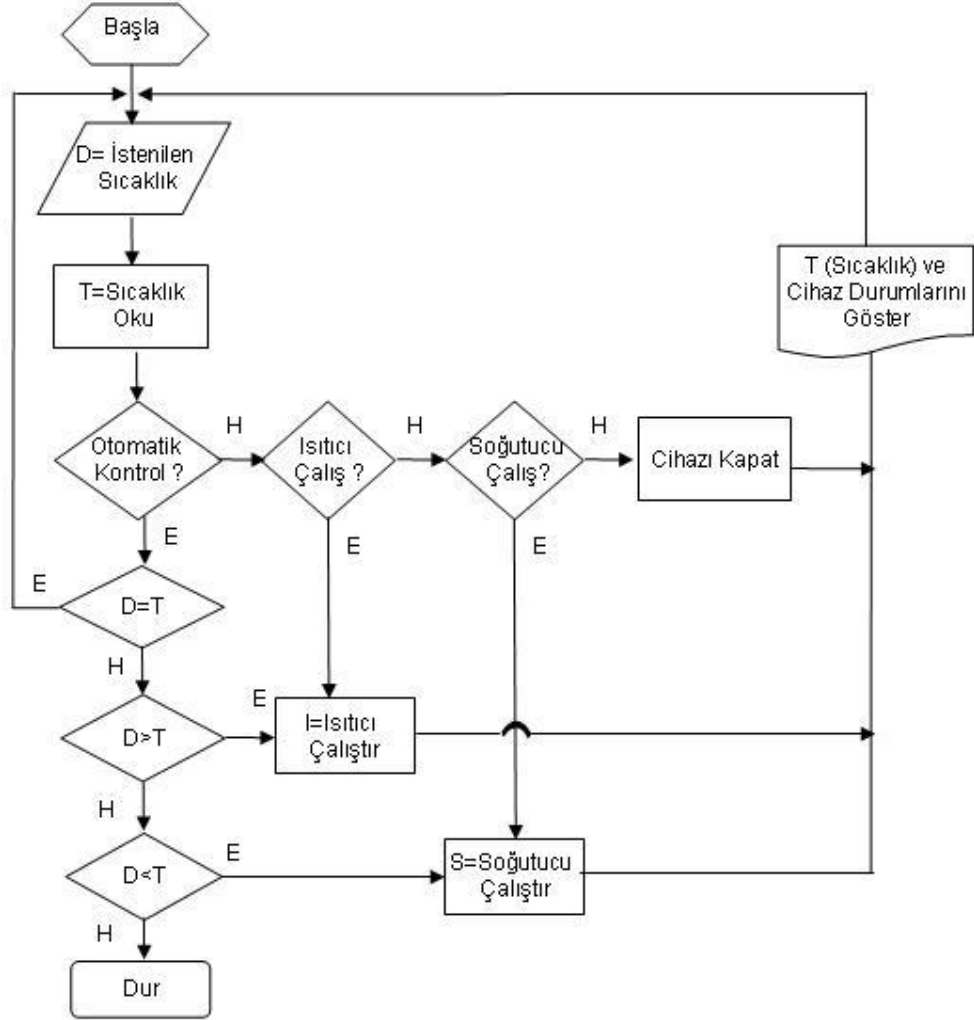 Başla
D= İstenilen
Sıcaklık
T=Sıcaklık
Oku
T (Sıcaklık) ve
Cihaz Durumlarını
Göster
Otomatik
Kontrol ?
H
Isıtıcı
Çalış ?
H
Soğutucu
Çalış?
H
Cihazı Kapat
E
E
E
E
D=T
H
D>T
E
I=Isıtıcı
Çalıştır
H
D<T
E
S=Soğutucu
Çalıştır
H
Dur